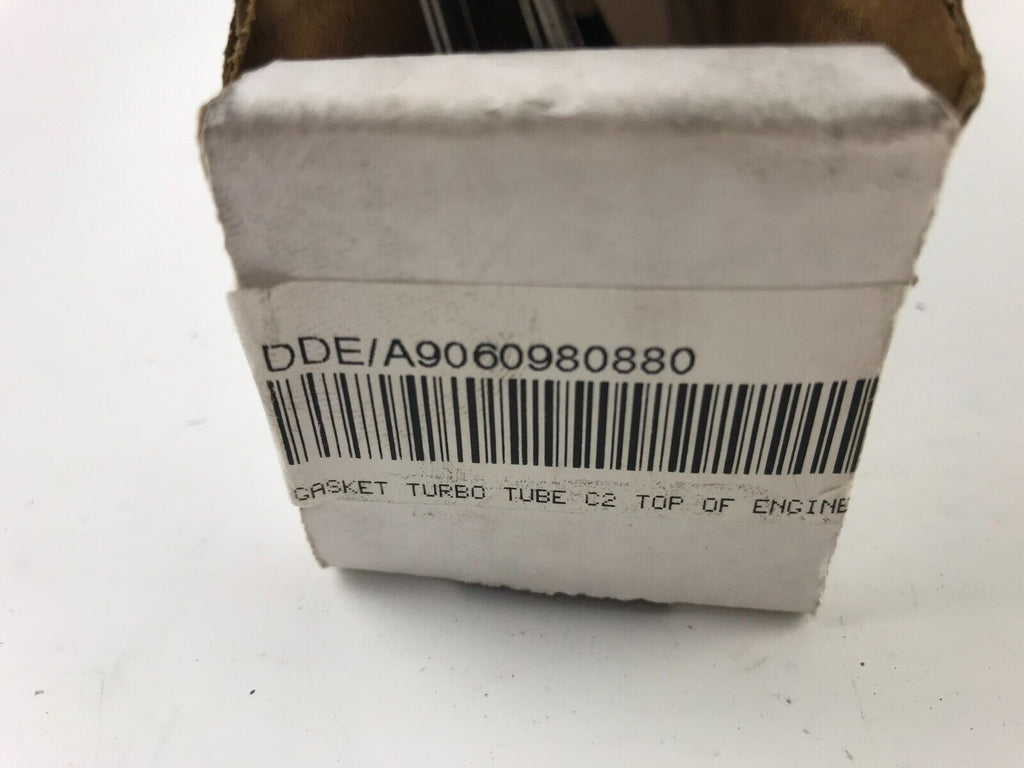 DDE/A9060980880
GASKET TURBO TUBE C2 TOP OF ENGINE